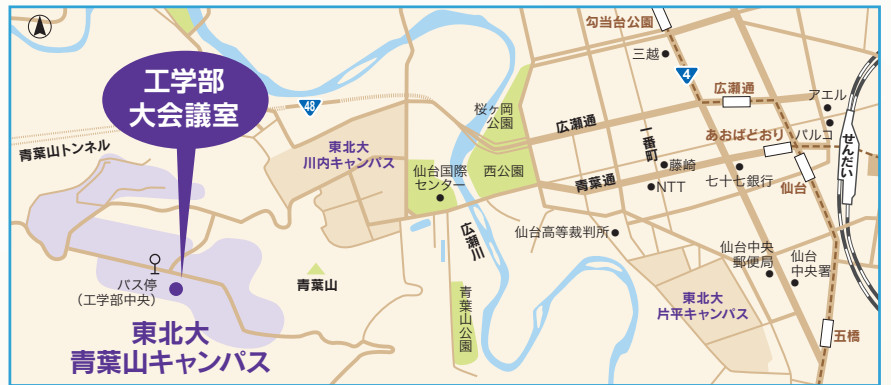 勾当台公園
三越
4
工学部
大会議室
広瀬通
アエル
48
桜ヶ岡
公園
広瀬通
あおばどおり
パルコ
せんだい
青葉山トンネル
東北大
川内キャンパス
一番町
藤崎
仙台国際
センター
西公園
青葉通
NTT
七十七銀行
仙台
広瀬川
仙台高等裁判所
仙台中央
郵便局
仙台
中央署
バス停
(工学部中央)
青葉山
青葉山公園
東北大
片平キャンパス
東北大
青葉山キャンパス
五橋